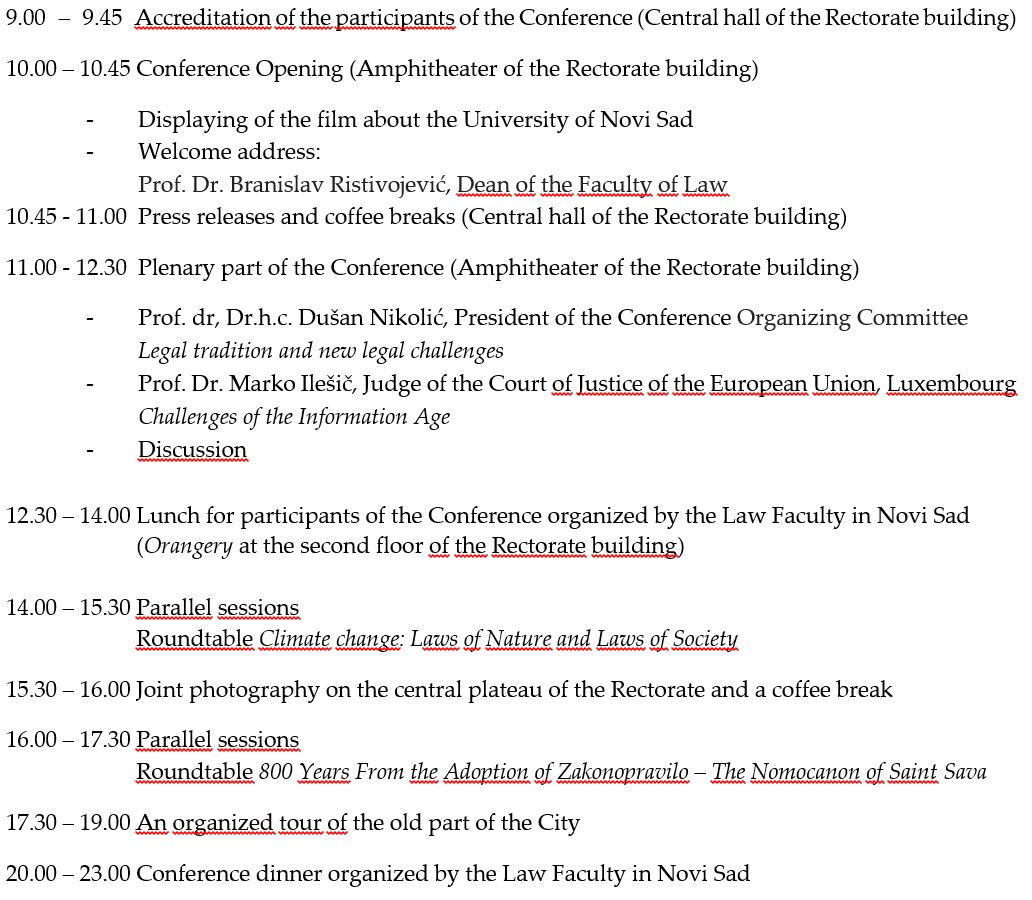 9.00 – 9.45 Accreditation of the participants of the Conference (Central hall of the Rectorate building)
10.00 – 10.45 Conference Opening (Amphitheater of the Rectorate building)
- Displaying of the film about the University of Novi Sad
- Welcome address:
Prof. Dr. Branislav Ristivojević, Dean of the Faculty of Law
10.45 - 11.00 Press releases and coffee breaks (Central hall of the Rectorate building)
11.00 - 12.30 Plenary part of the Conference (Amphitheater of the Rectorate building)
- Prof. dr, Dr.h.c. Dušan Nikolić, President of the Conference Organizing Committee
Legal tradition and new legal challenges
- Prof. Dr. Marko Ilešič, Judge of the Court of Justice of the European Union, Luxembourg
Challenges of the Information Age
- Discussion
12.30 – 14.00 Lunch for participants of the Conference organized by the Law Faculty in Novi Sad
(Orangery at the second floor of the Rectorate building)
14.00 – 15.30 Parallel sessions
Roundtable Climate change: Laws of Nature and Laws of Society
15.30 – 16.00 Joint photography on the central plateau of the Rectorate and a coffee break
16.00 – 17.30 Parallel sessions
Roundtable 800 Years From the Adoption of Zakonopravilo – The Nomocanon of Saint Sava
17.30 – 19.00 An organized tour of the old part of the City
20.00 – 23.00 Conference dinner organized by the Law Faculty in Novi Sad